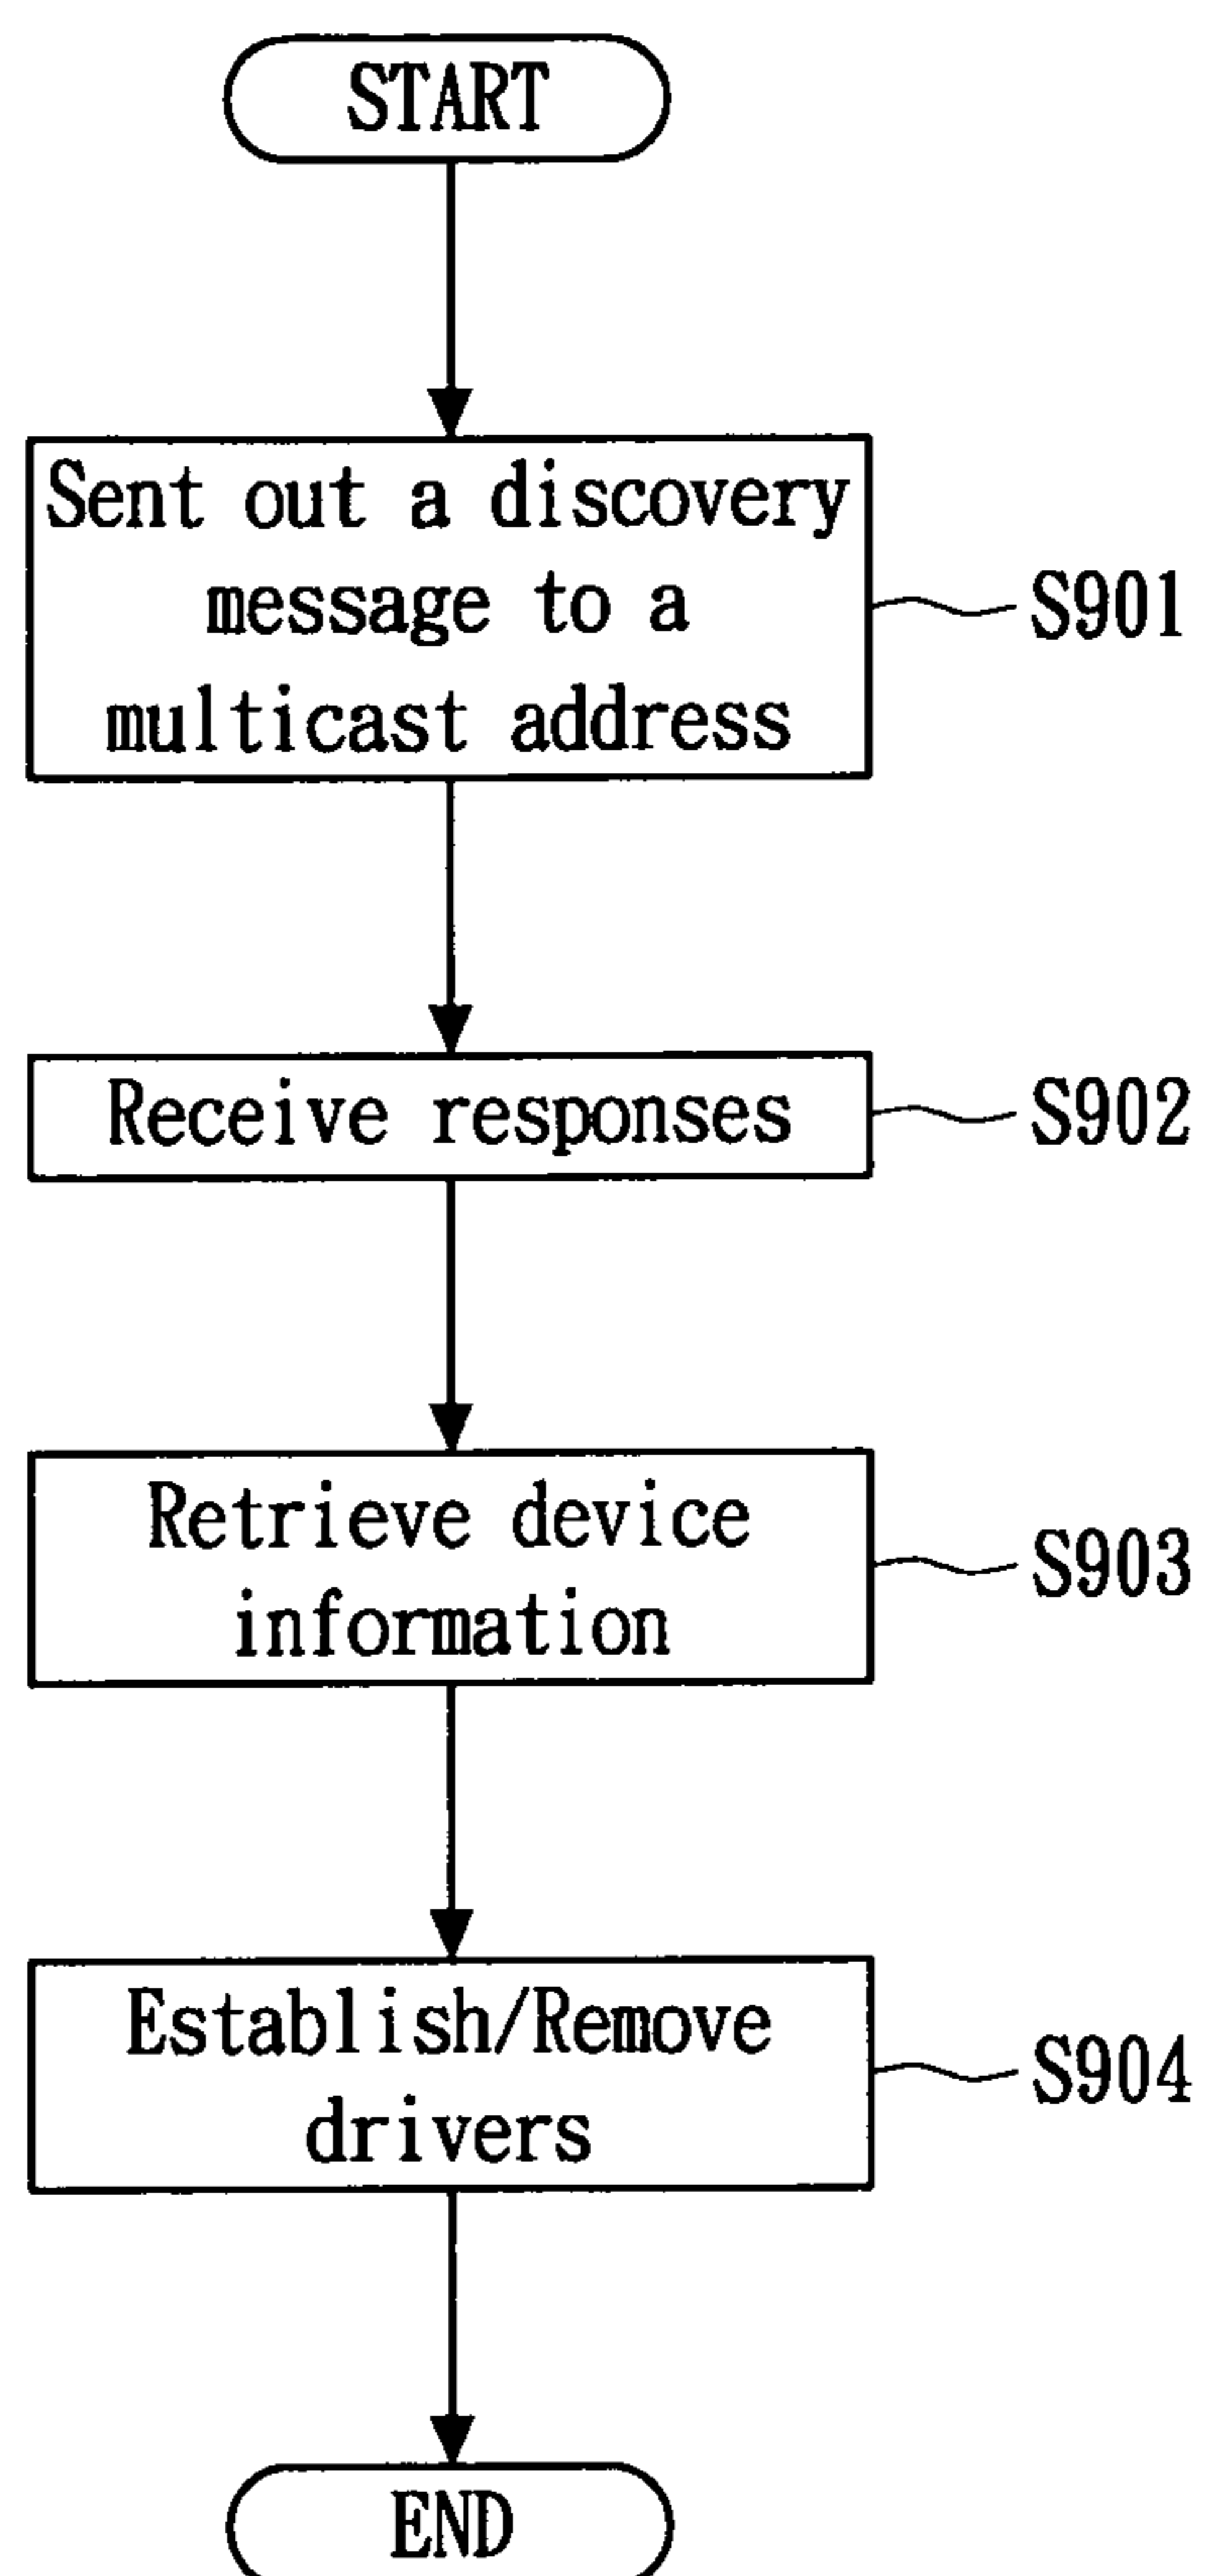 START
Sent out a discovery
message to a
multicast address
S901
Receive responses
S902
Retrieve device
information
S903
Establish/Remove
drivers
S904
END